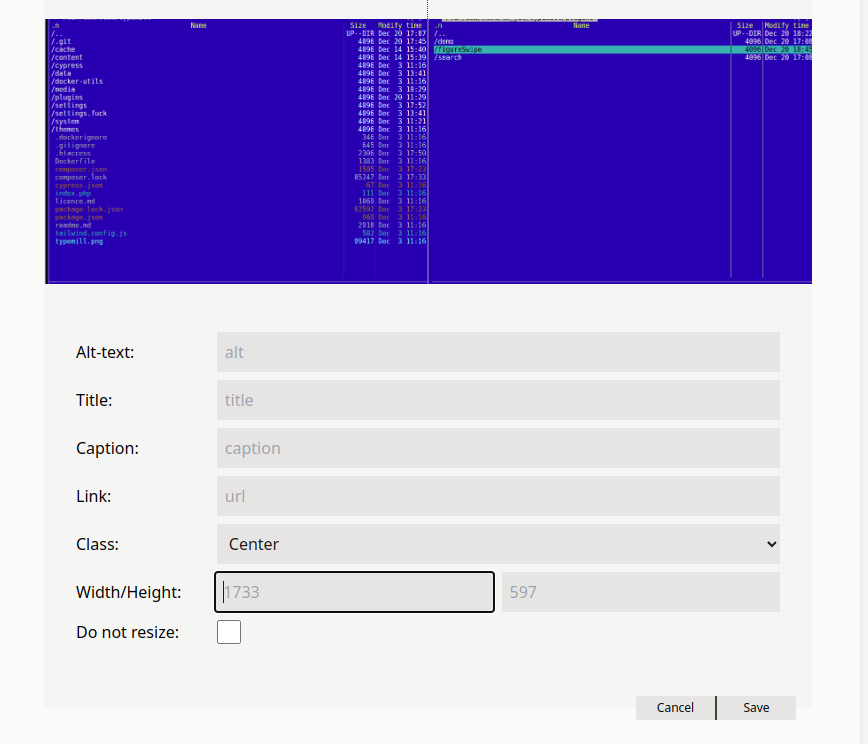 .n Name Size Modify time
/.. UP--DIR Dec 20 17:07
/.git 4096 Dec 20 17:45
/cache 4096 Dec 14 15:40
/content 4096 Dec 14 15:39
/cypress 4096 Dec 3 11:16
/data 4096 Dec 3 13:41
/docker-utils 4096 Dec 3 11:16
/media 4096 Dec 3 19:29
/plugins 4096 Dec 20 11:29
/settings 4096 Dec 3 17:52
/settings.fuck 4096 Dec 3 13:41
/system 4096 Dec 3 11:21
/themes 4096 Dec 3 11:16
.dockerignore 346 Dec 3 11:16
.gitignore 645 Dec 3 11:16
.htaccess 2306 Dec 3 17:50
Dockerfile 1383 Dec 3 11:16
composer.json 1505 Dec 3 17:23
composer.lock 85247 Dec 3 17:33
cypress.json 67 Dec 3 11:16
index.php 111 Dec 3 11:16
licence.md 1069 Dec 3 11:16
package-lock.json 82592 Dec 3 17:23
package.json 868 Dec 3 11:16
readme.md 2918 Dec 3 11:16
tailwind.config.js 502 Dec 3 11:16
typemill.png 99417 Dec 3 11:16
.n Name Size Modify time
/.. UP--DIR Dec 20 18:22
/demo 4096 Dec 20 17:08
/figureSwipe 4096 Dec 20 18:45
/search 4096 Dec 20 17:08
Alt-text: alt
Title: title
Caption: caption
Link: url
Class: Center
Width/Height: 1733 597
Do not resize:
Cancel Save